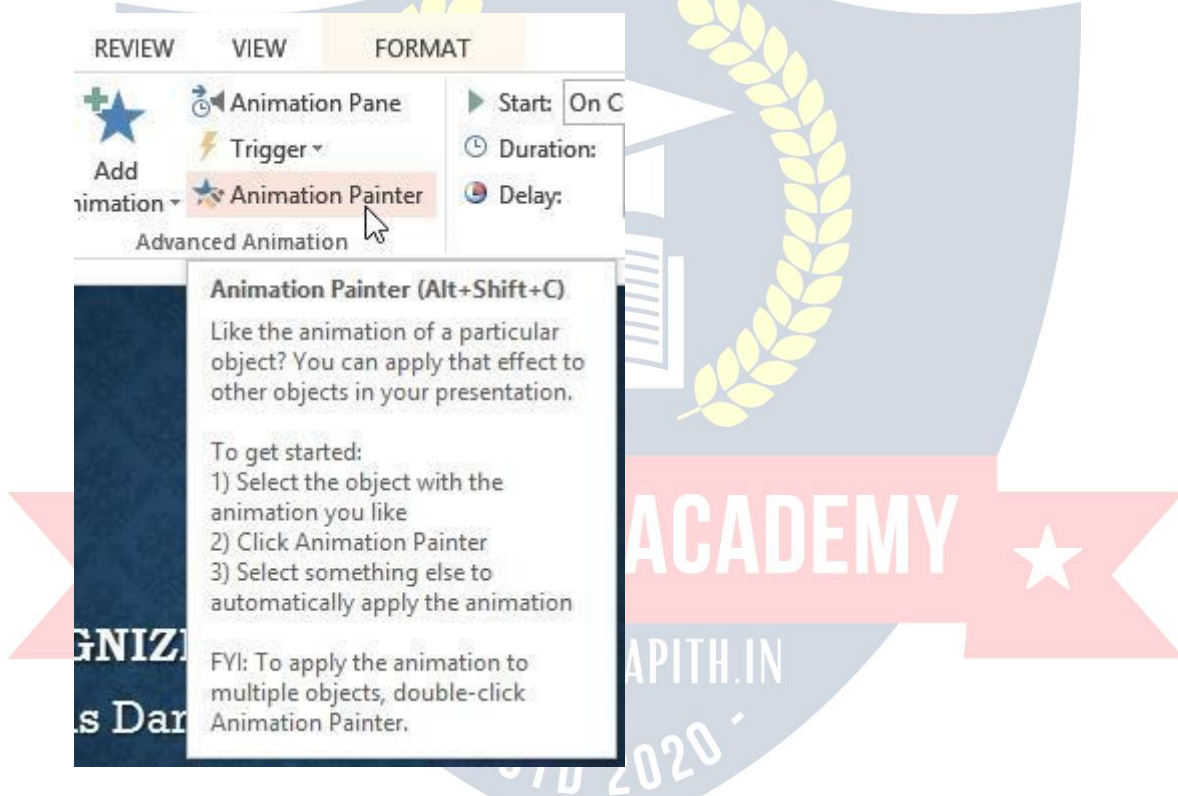 REVIEW VIEW FORMAT
Animation Pane
Start: On C
Add
Trigger
Duration:
nimation
Animation Painter
Delay:
Advanced Animation
Animation Painter (Alt+Shift+C)
Like the animation of a particular
object? You can apply that effect to
other objects in your presentation.
To get started:
1) Select the object with the
animation you like
2) Click Animation Painter
3) Select something else to
automatically apply the animation
FYI: To apply the animation to
multiple objects, double-click
Animation Painter.
GNIZ
s Dar
ACADEMY
APITH.IN
2020